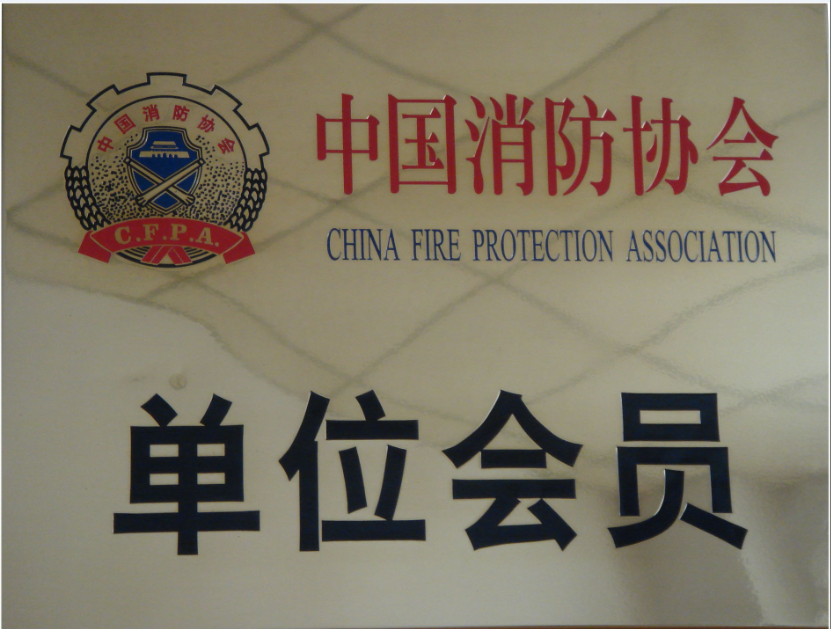 中国消防协会
C.F.P.A.
中国消防协会
CHINA FIRE PROTECTION ASSOCIATION
单位会员